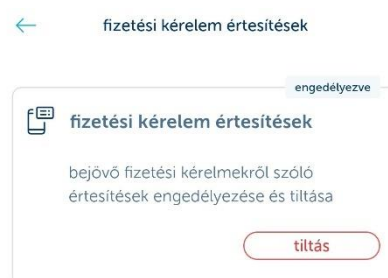 fizetési kérelem értesítések
engedélyezve
fizetési kérelem értesítések
bejövő fizetési kérelmekről szóló
értesítések engedélyezése és tiltása
tiltás